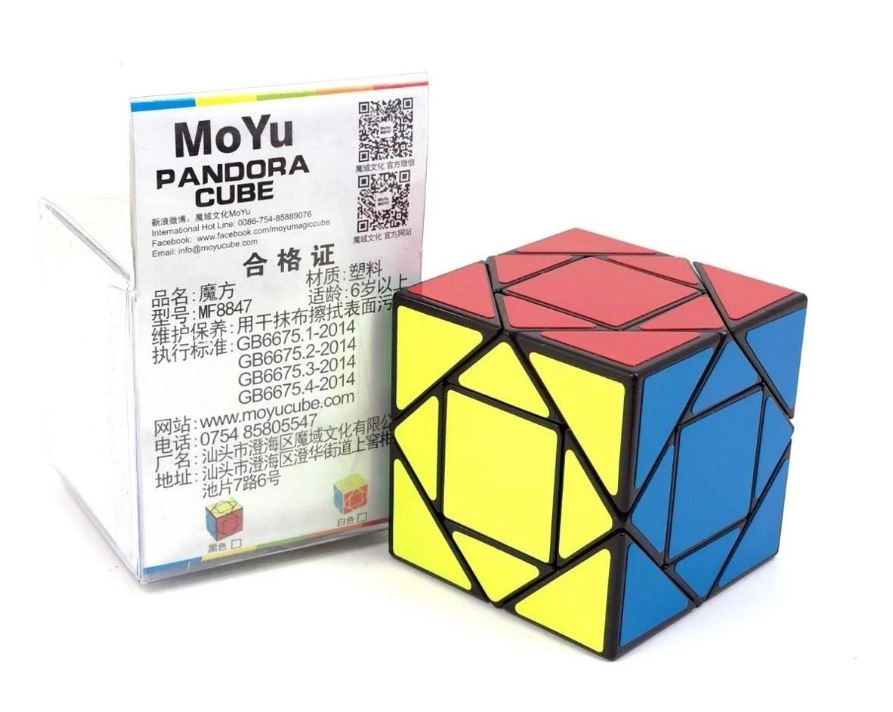 MoYu
PANDORA
CUBE
魔域文化 官方微信
魔域文化 官方网站
新浪微博：魔域文化MoYu
International Hot Line: 0086-754-85889076
Facebook: www.facebook.com/moyumagiccube
Email: info@moyucube.com
合格证
品名：魔方 材质：塑料
型号：MF8847 适龄：6岁以上
维护保养：用干抹布擦拭表面污
执行标准：GB6675.1-2014
GB6675.2-2014
GB6675.3-2014
GB6675.4-2014
网站：www.moyucube.com
电话：0754 85805547
厂名：汕头市澄海区魔域文化有限公
地址：汕头市澄海区澄华街道上窖柑
池片7路6号
黑色 白色